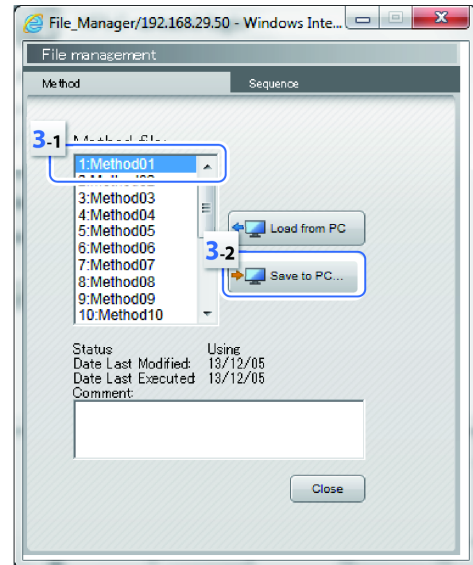 File_Manager/192.168.29.50 - Windows Inte...
File management
Method Sequence
3-1
1:Method01
3:Method03
4:Method04
5:Method05
6:Method06
7:Method07
8:Method08
9:Method09
10:Method10
Load from PC
3-2
Save to PC...
Status Using
Date Last Modified: 13/12/05
Date Last Executed 13/12/05
Comment:
Close